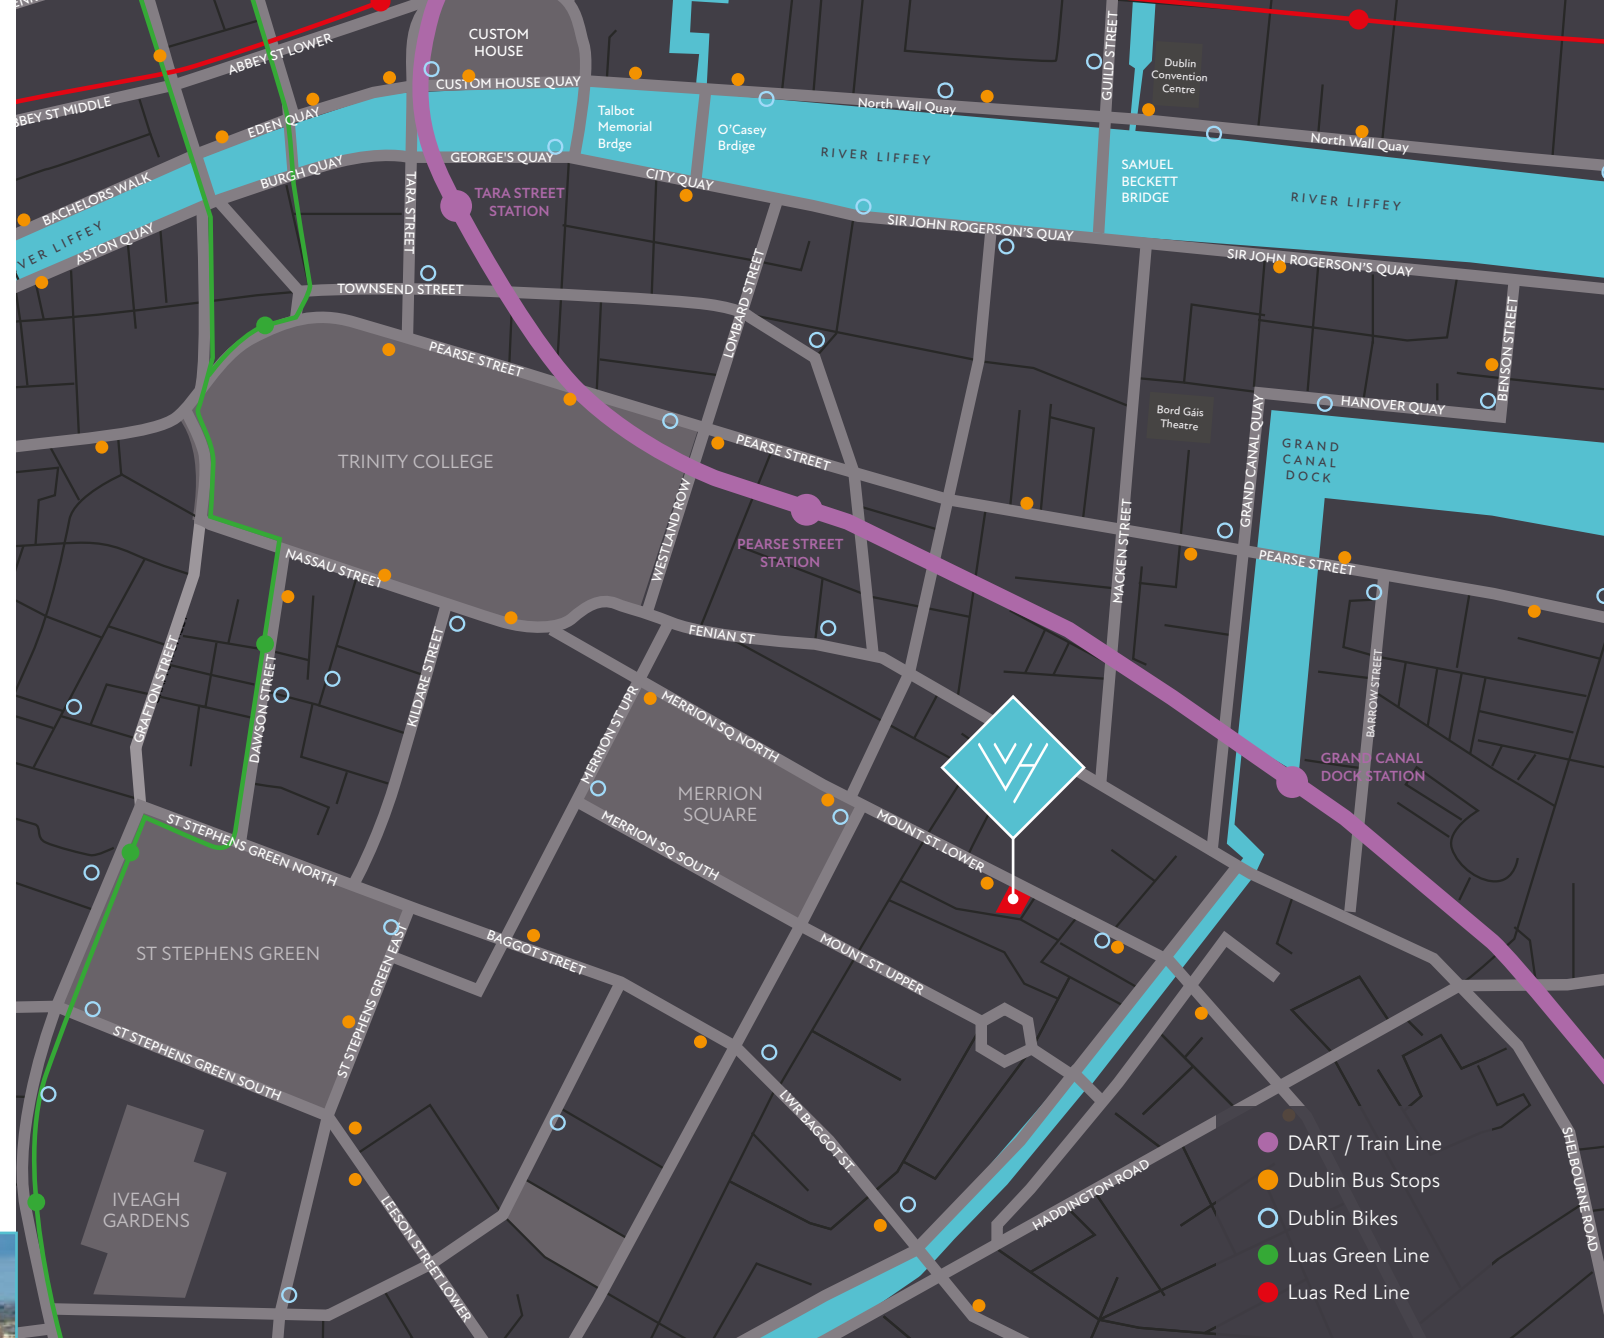 CUSTOM
HOUSE
ABBEY ST LOWER
BBEY ST MIDDLE
CUSTOM HOUSE QUAY
GUILD STREET
Dublin
Convention
Centre
EDEN QUAY
Talbot
Memorial
Brdge
North Wall Quay
O'Casey
Brdige
North Wall Quay
RIVER LIFFEY
GEORGE'S QUAY
BURGH QUAY
CITY QUAY
SAMUEL
BECKETT
BRIDGE
RIVER LIFFEY
BACHELORS WALK
TARA STREET
TARA STREET
STATION
VER LIFFEY
ASTON QUAY
SIR JOHN ROGERSON'S QUAY
SIR JOHN ROGERSON'S QUAY
TOWNSEND STREET
LOMBARD STREET
BENSON STREET
PEARSE STREET
HANOVER QUAY
Bord Gáis
Theatre
GRAND CANAL QUAY
GRAND
CANAL
DOCK
PEARSE STREET
TRINITY COLLEGE
WESTLAND ROW
PEARSE STREET
STATION
MACKEN STREET
PEARSE STREET
NASSAU STREET
FENIAN ST
GRAFTON STREET
DAWSON STREET
KILDARE STREET
MERRION ST UPR
MERRION SQ NORTH
BARROW STREET
GRAND CANAL
DOCK STATION
MERRION
SQUARE
ST STEPHENS GREEN NORTH
MERRION SQ SOUTH
MOUNT ST. LOWER
ST STEPHENS GREEN
ST STEPHENS GREEN EAST
BAGGOT STREET
MOUNT ST. UPPER
ST STEPHENS GREEN SOUTH
LWR BAGGOT ST.
IVEAGH
GARDENS
LEESON STREET LOWER
HADDINGTON ROAD
SHELBOURNE ROAD
DART / Train Line
Dublin Bus Stops
Dublin Bikes
Luas Green Line
Luas Red Line